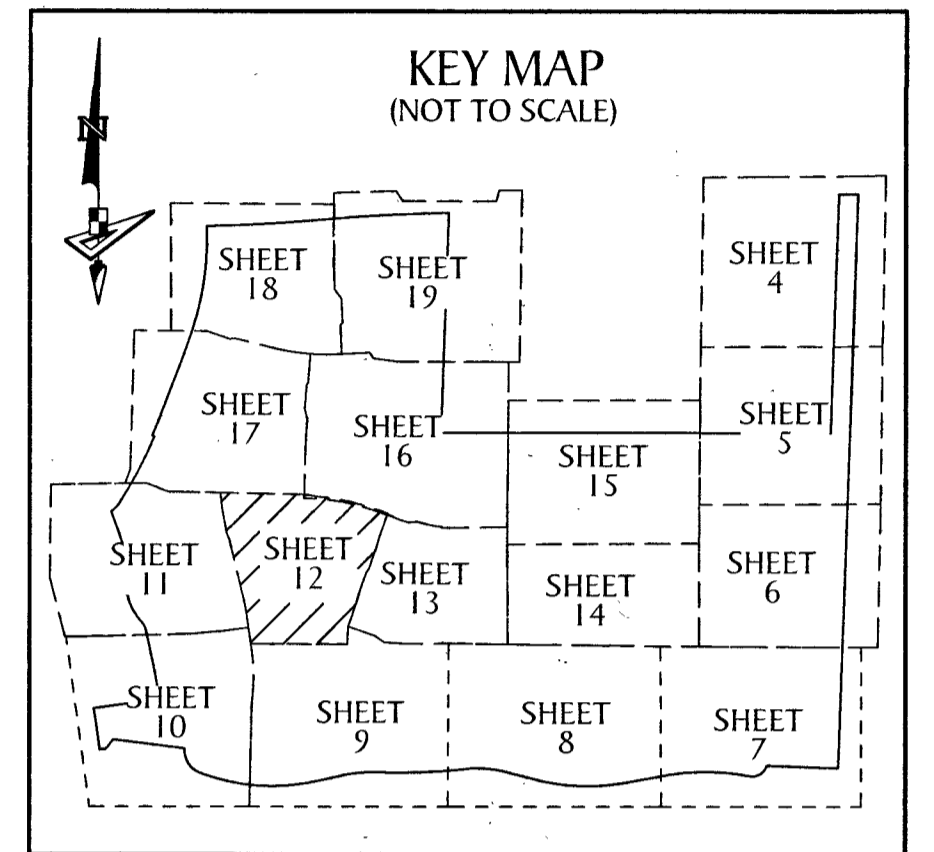 KEY MAP
(NOT TO SCALE)
N
SHEET
4
SHEET
18
SHEET
19
SHEET
17
SHEET
16
SHEET
5
SHEET
15
SHEET
11
SHEET
12
SHEET
13
SHEET
14
SHEET
6
SHEET
10
SHEET
9
SHEET
8
SHEET
7